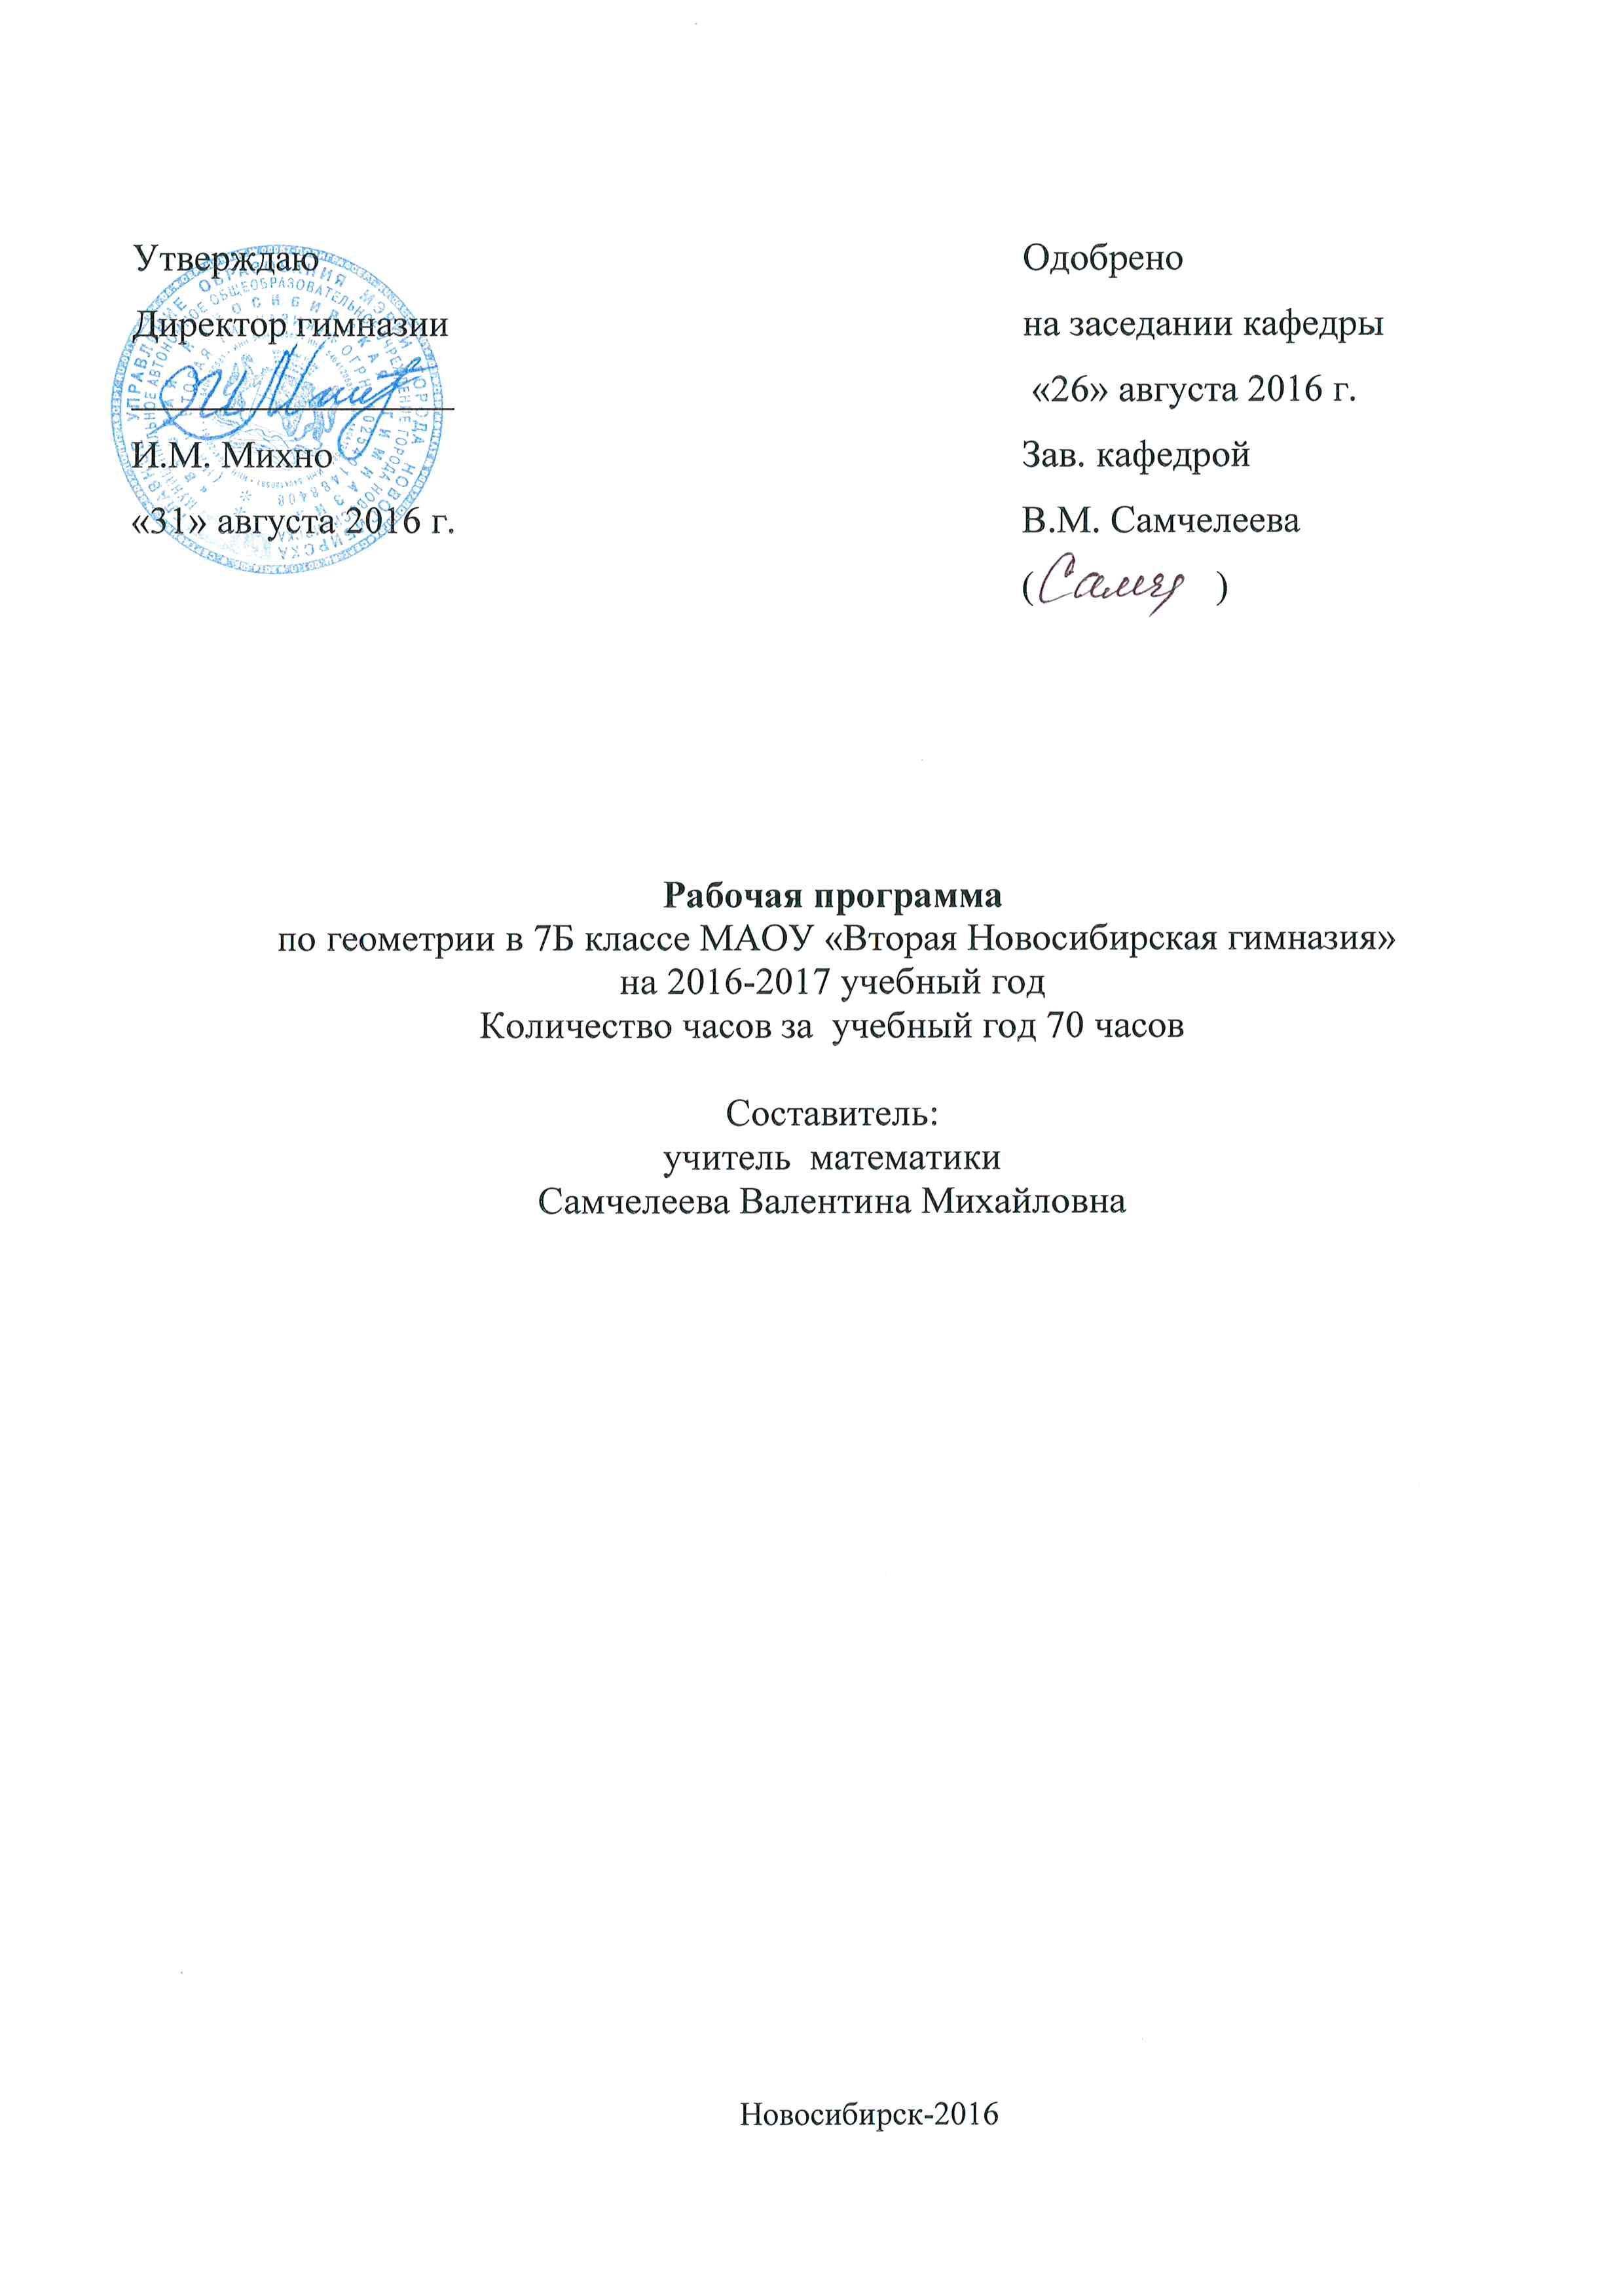 Утверждаю
Директор гимназии
И.М. Михно
«31» августа 2016 г.
Одобрено
на заседании кафедры
«26» августа 2016 г.
Зав. кафедрой
В.М. Самчелеева
( )
Рабочая программа
по геометрии в 7Б классе МАОУ «Вторая Новосибирская гимназия»
на 2016-2017 учебный год
Количество часов за учебный год 70 часов
Составитель:
учитель математики
Самчелеева Валентина Михайловна
Новосибирск-2016